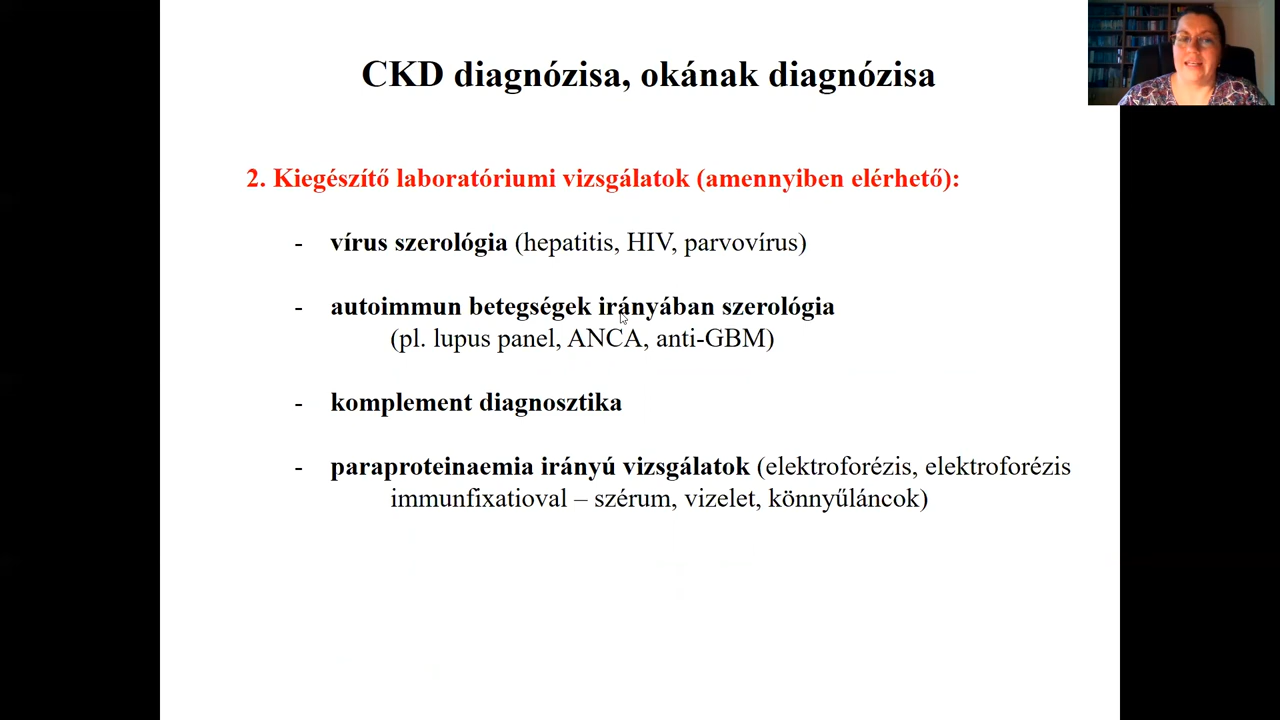 CKD diagnózisa, okának diagnózisa
2. Kiegészítő laboratóriumi vizsgálatok (amennyiben elérhető):
- vírus szerológia (hepatitis, HIV, parvovírus)
- autoimmun betegségek irányában szerológia
(pl. lupus panel, ANCA, anti-GBM)
- komplement diagnosztika
- paraproteinaemia irányú vizsgálatok (elektroforézis, elektroforézis
immunfixatioval – szérum, vizelet, könnyűláncok)